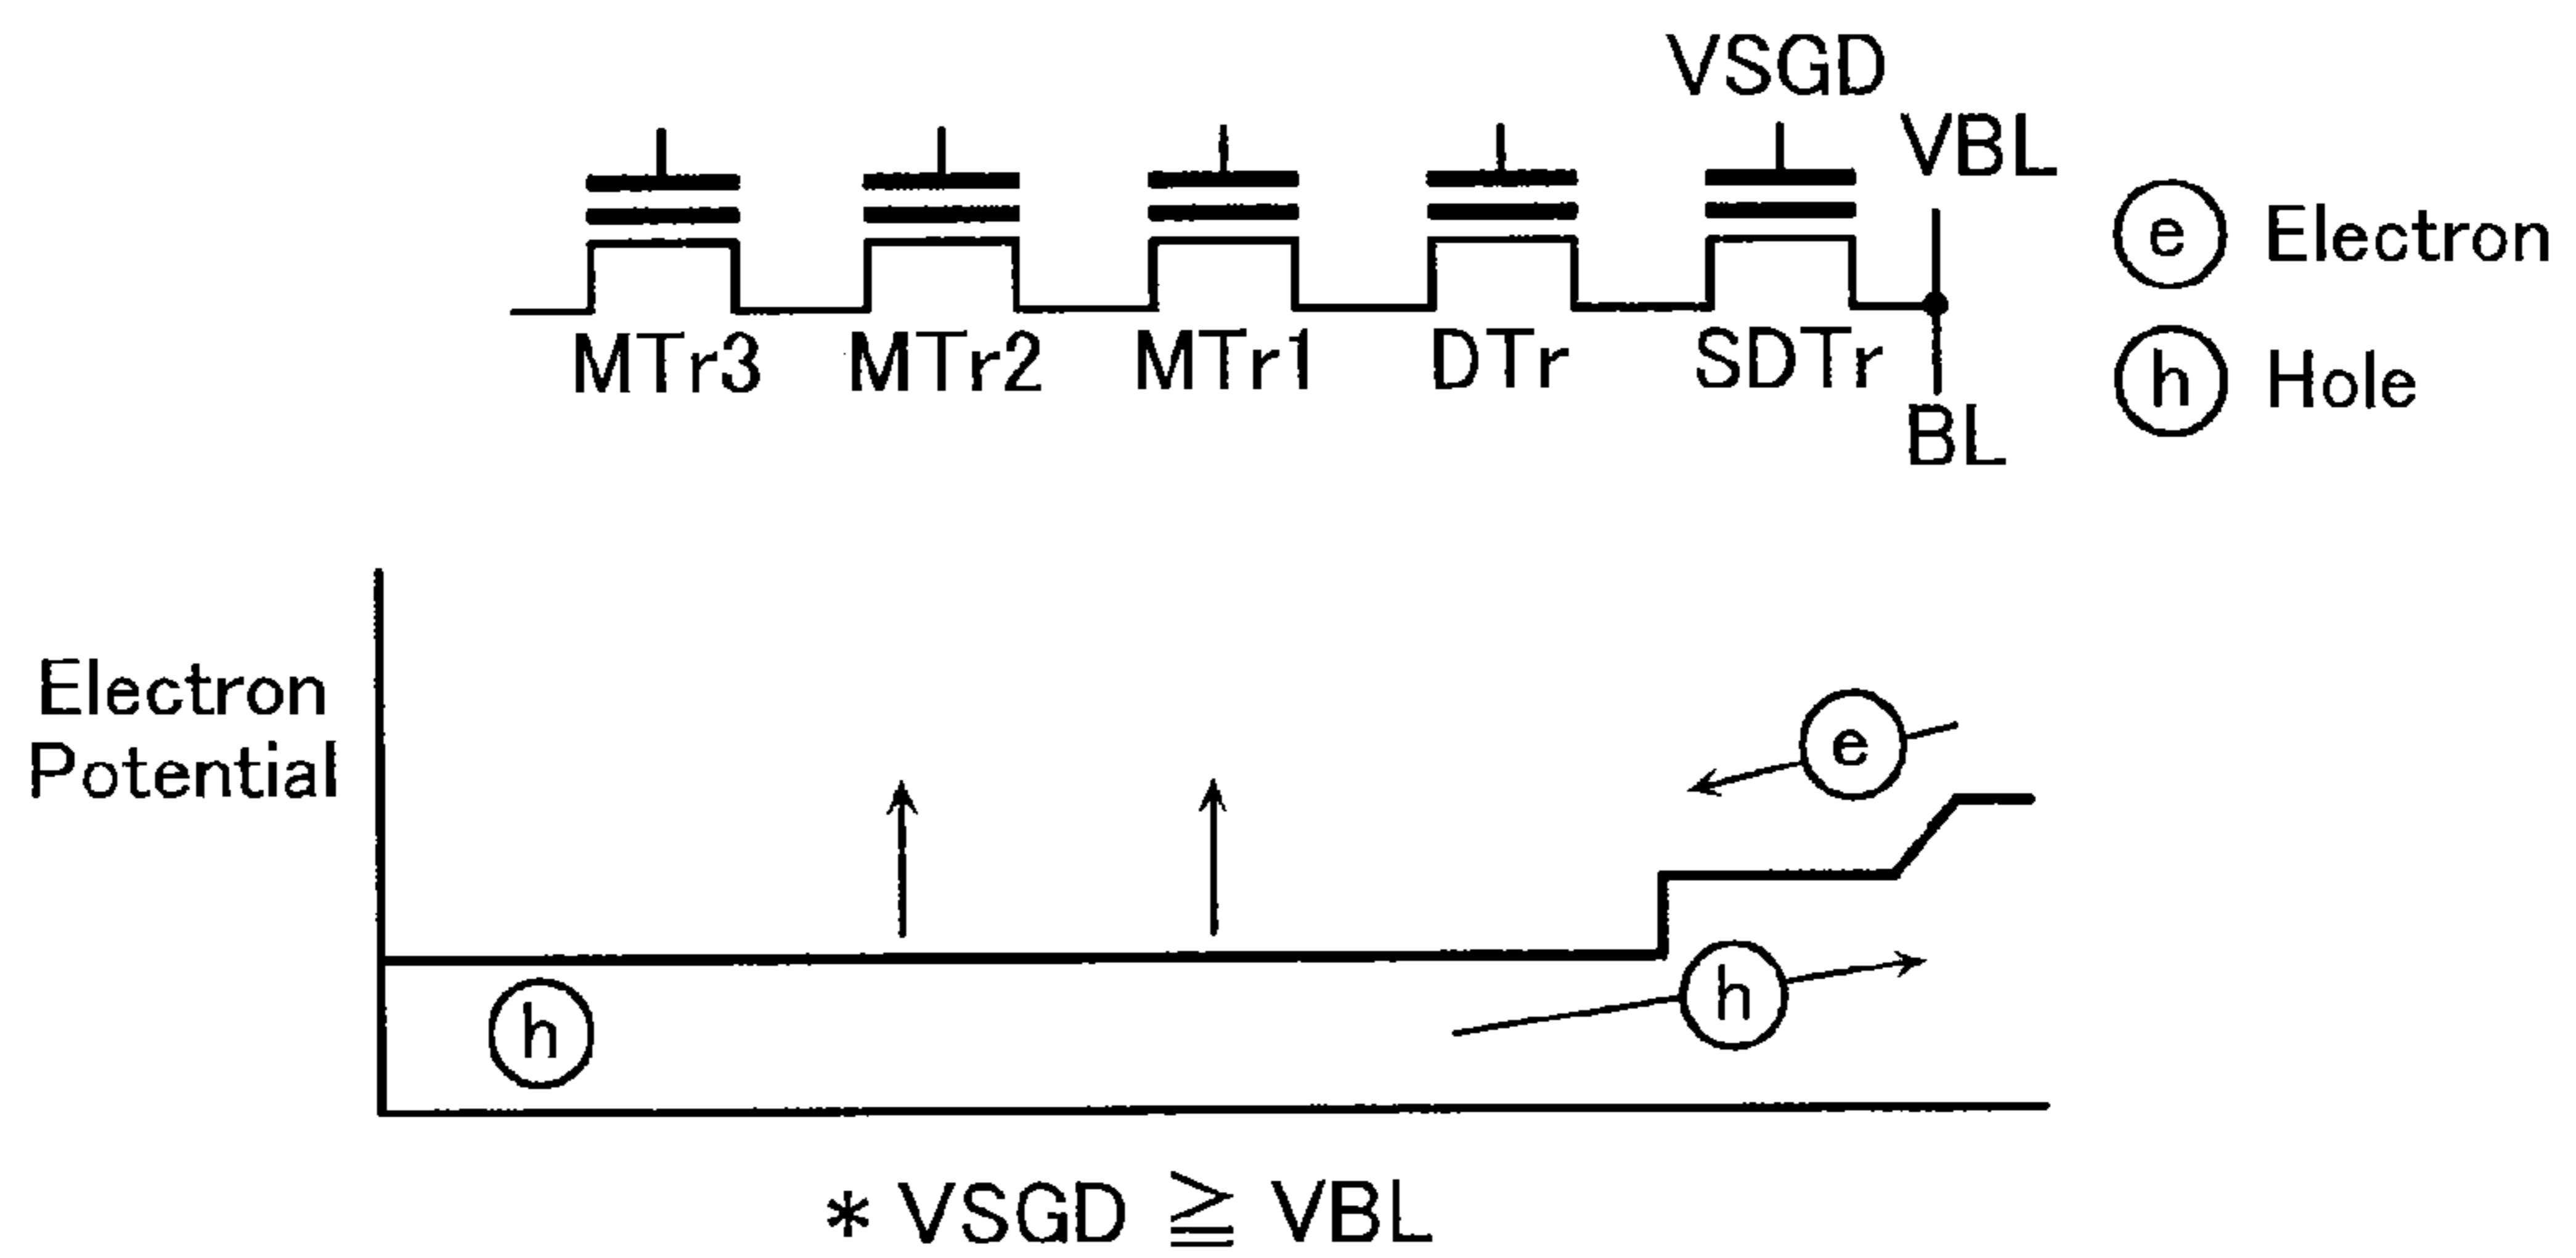 VSGD
VBL
MTr3 MTr2 MTr1 DTr SDTr
BL
e Electron
h Hole
Electron
Potential
e
h
h
* VSGD ≧ VBL